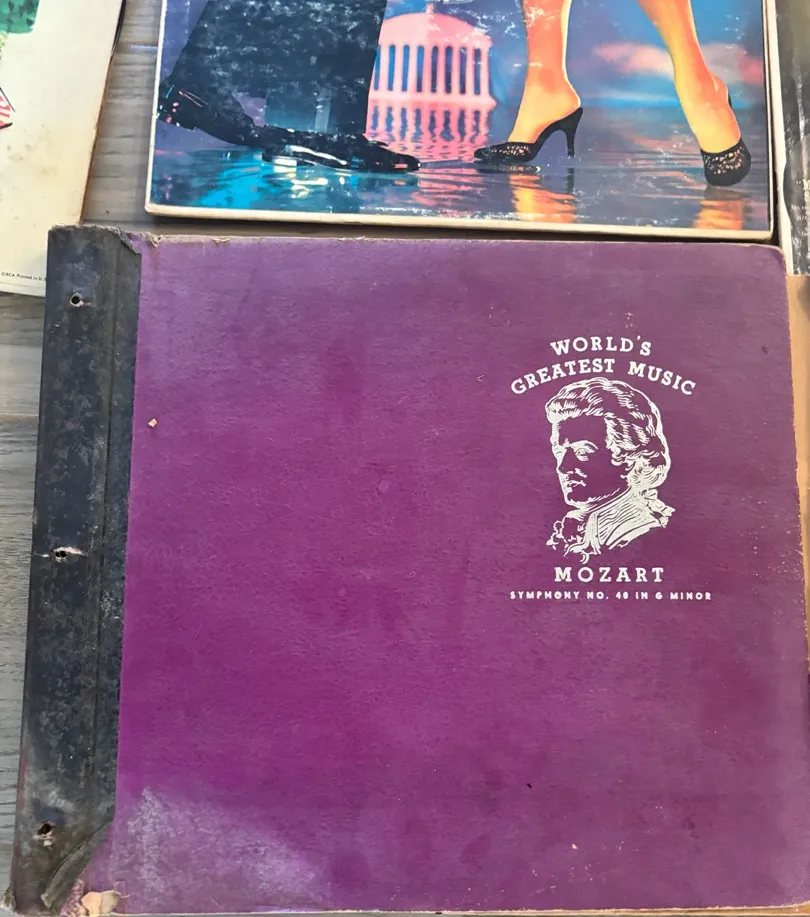 WORLD'S
GREATEST MUSIC
MOZART
SYMPHONY NO. 40 IN G MINOR